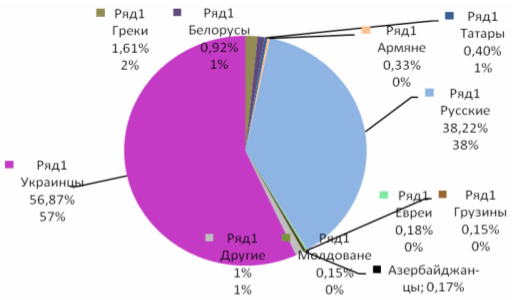 Ряд1
Греки
1,61%
2%
Ряд1
Белорусы
0,92%
1%
Ряд1
Армяне
0,33%
0%
Ряд1
Татары
0,40%
1%
Ряд1
Русские
38,22%
38%
Ряд1
Украинцы
56,87%
57%
Ряд1
Евреи
0,18%
0%
Ряд1
Грузины
0,15%
0%
Ряд1
Другие
1%
1%
Ряд1
Молдоване
0,15%
0%
Азербайджан-
цы; 0,17%